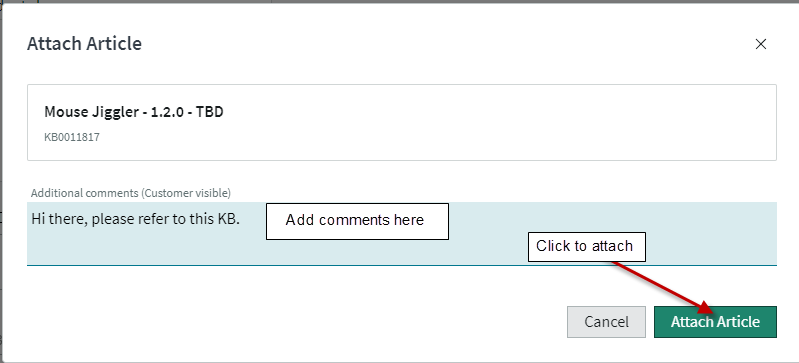 Attach Article
Mouse Jiggler - 1.2.0 - TBD
KB0011817
Additional comments (Customer visible)
Hi there, please refer to this KB.
Add comments here
Click to attach
Cancel
Attach Article